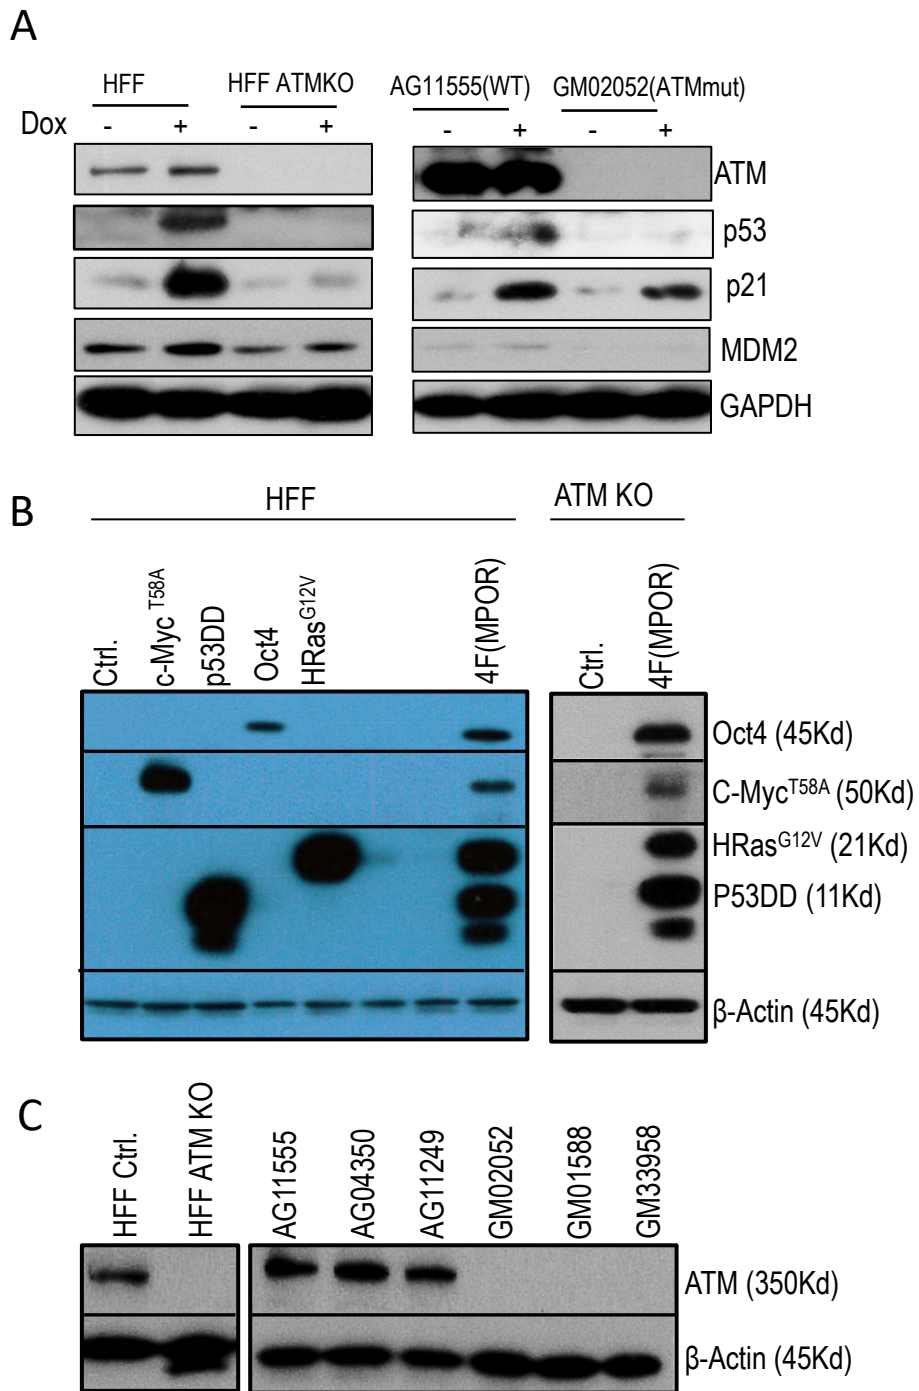 A
HFF
HFF ATMKO
AG11555(WT)
GM02052(ATMmut)
Dox - + - + - + - +
ATM
p53
p21
MDM2
GAPDH
B
HFF
ATM KO
Ctrl.
c-Myc T58A
p53DD
Oct4
HRasG12V
4F(MPOR)
Ctrl.
4F(MPOR)
Oct4 (45Kd)
C-MycT58A (50Kd)
HRasG12V (21Kd)
P53DD (11Kd)
β-Actin (45Kd)
C
HFF Ctrl.
HFF ATM KO
AG11555
AG04350
AG11249
GM02052
GM01588
GM33958
ATM (350Kd)
β-Actin (45Kd)